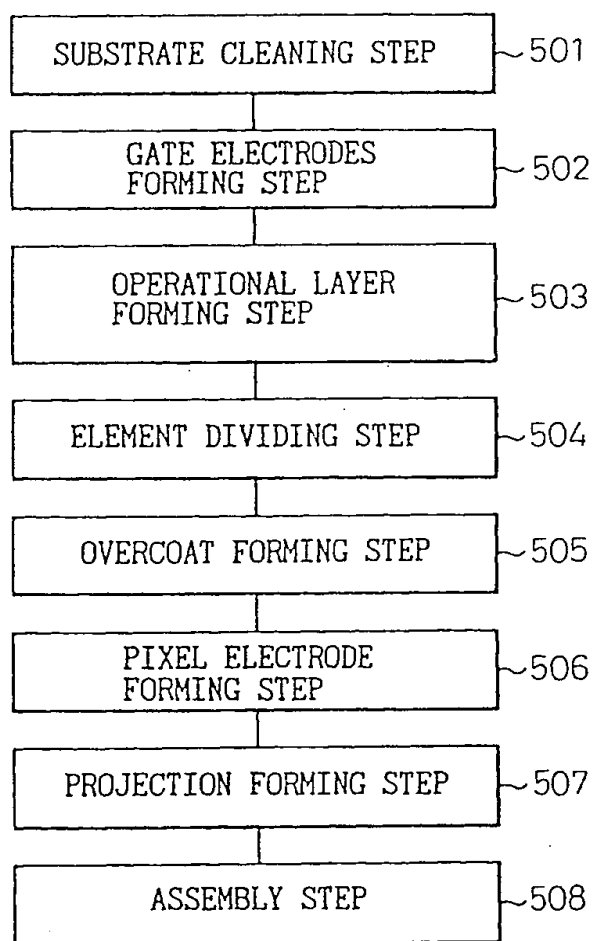 SUBSTRATE CLEANING STEP 501
GATE ELECTRODES
FORMING STEP 502
OPERATIONAL LAYER
FORMING STEP 503
ELEMENT DIVIDING STEP 504
OVERCOAT FORMING STEP 505
PIXEL ELECTRODE
FORMING STEP 506
PROJECTION FORMING STEP 507
ASSEMBLY STEP 508